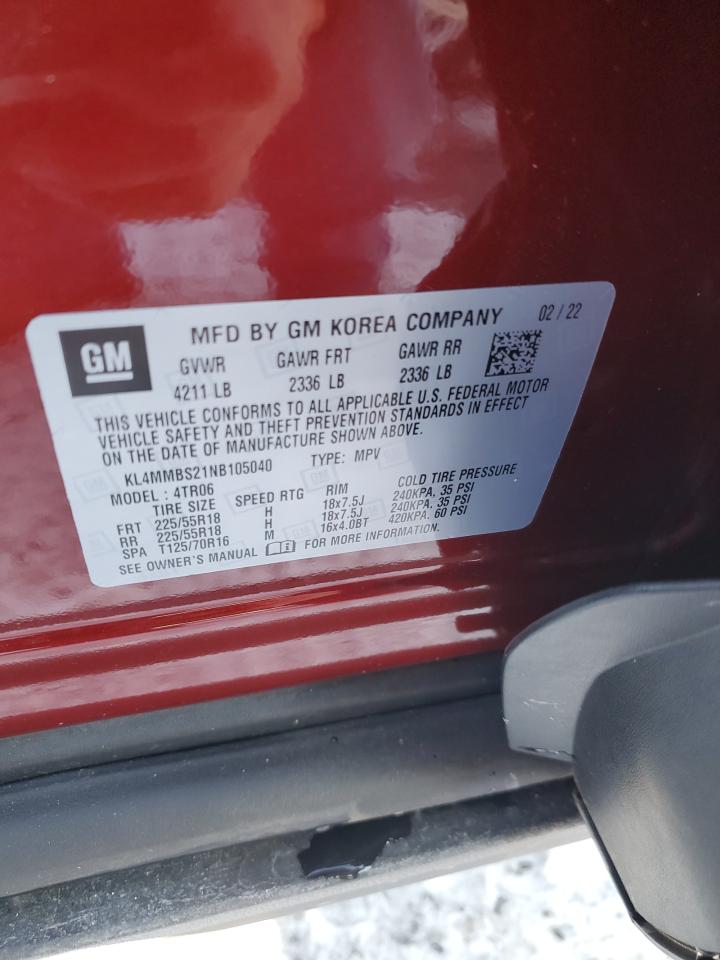 GM
MFD BY GM KOREA COMPANY 02 / 22
GVWR GAWR FRT GAWR RR
4211 LB 2336 LB 2336 LB
THIS VEHICLE CONFORMS TO ALL APPLICABLE U.S. FEDERAL MOTOR
VEHICLE SAFETY AND THEFT PREVENTION STANDARDS IN EFFECT
ON THE DATE OF MANUFACTURE SHOWN ABOVE.
KL4MMBS21NB105040 TYPE: MPV
MODEL : 4TR06
TIRE SIZE SPEED RTG RIM COLD TIRE PRESSURE
FRT 225/55R18 H 18x7.5J 240KPA. 35 PSI
RR 225/55R18 H 18x7.5J 240KPA. 35 PSI
SPA T125/70R16 M 16x4.0BT 420KPA. 60 PSI
SEE OWNER'S MANUAL FOR MORE INFORMATION.